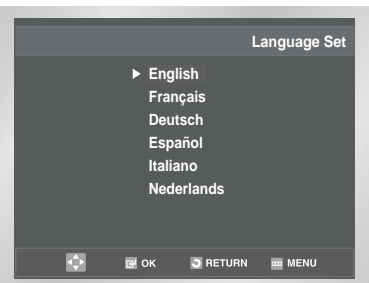 Language Set
English
Français
Deutsch
Español
Italiano
Nederlands
OK RETURN MENU